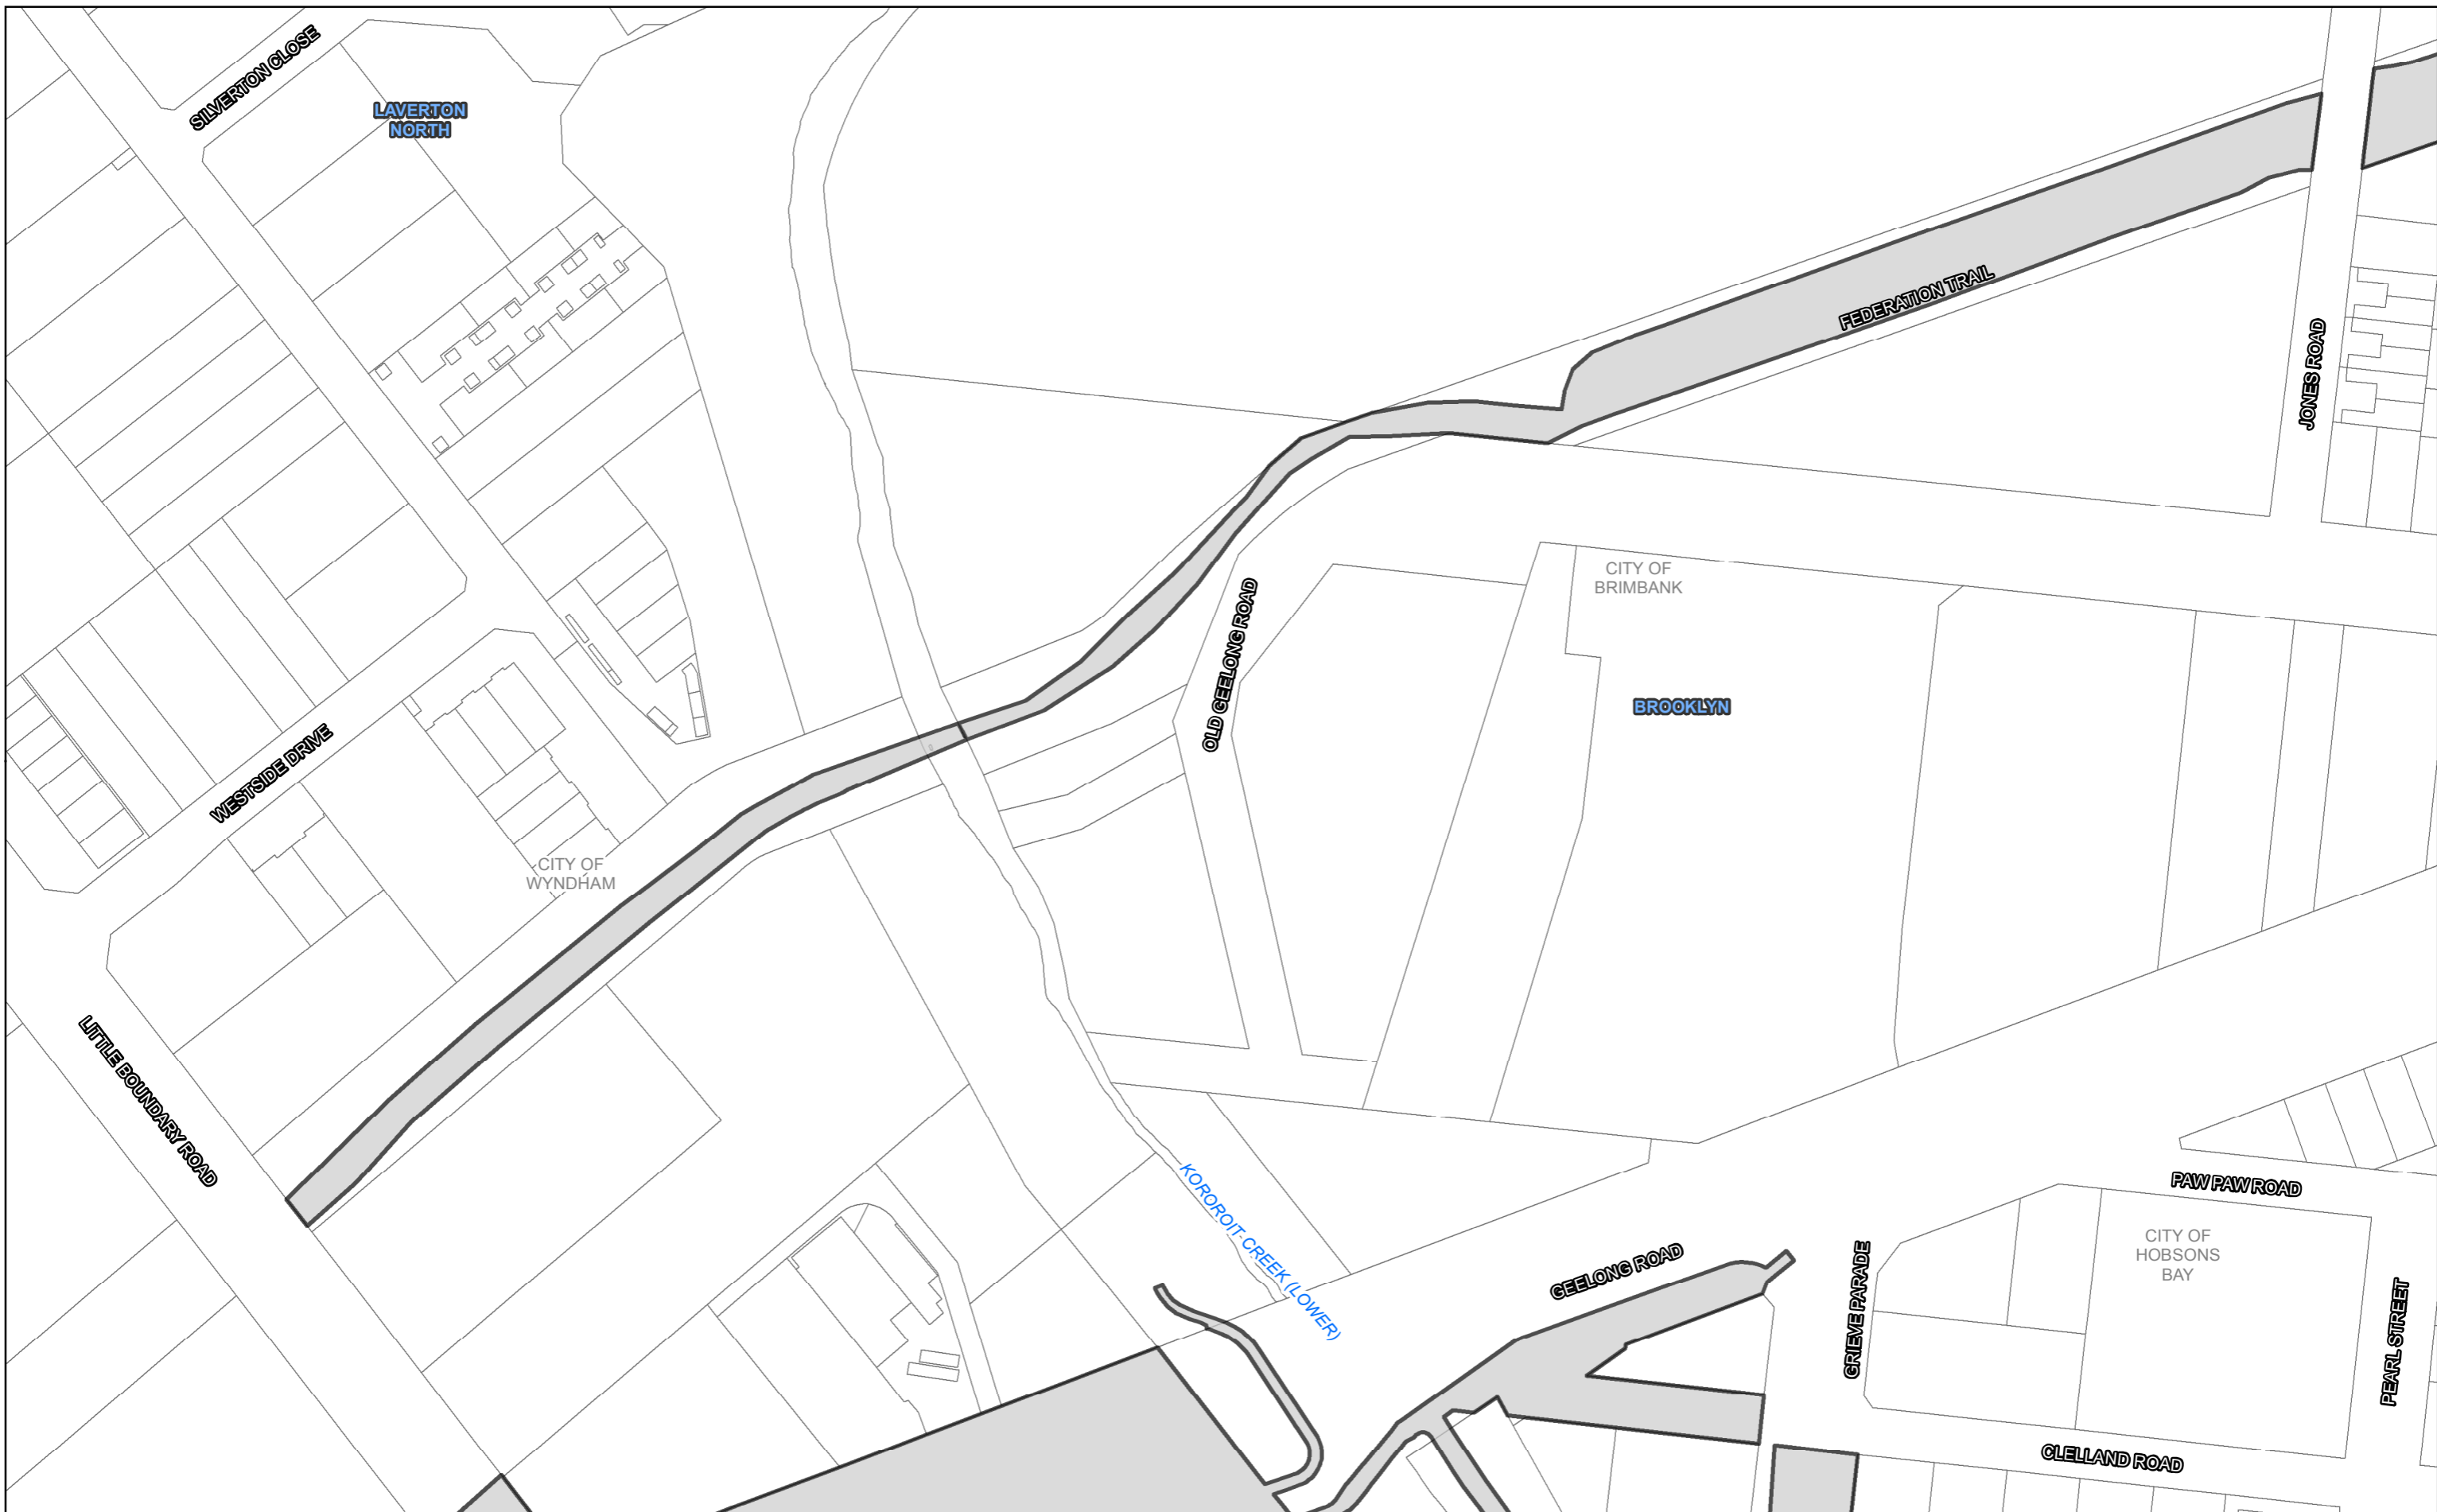 SILVERTON CLOSE
LAVERTON
NORTH
FEDERATION TRAIL
JONES ROAD
CITY OF
BRIMBANK
OLD GEELONG ROAD
BROOKLYN
WESTSIDE DRIVE
CITY OF
WYNDHAM
LITTLE BOUNDARY ROAD
KOROROIT-CREEK (LOWER)
PAW PAW ROAD
CITY OF
HOBSONS
BAY
GEELONG ROAD
GRIEVE PARADE
PEARL STREET
CLELLAND ROAD